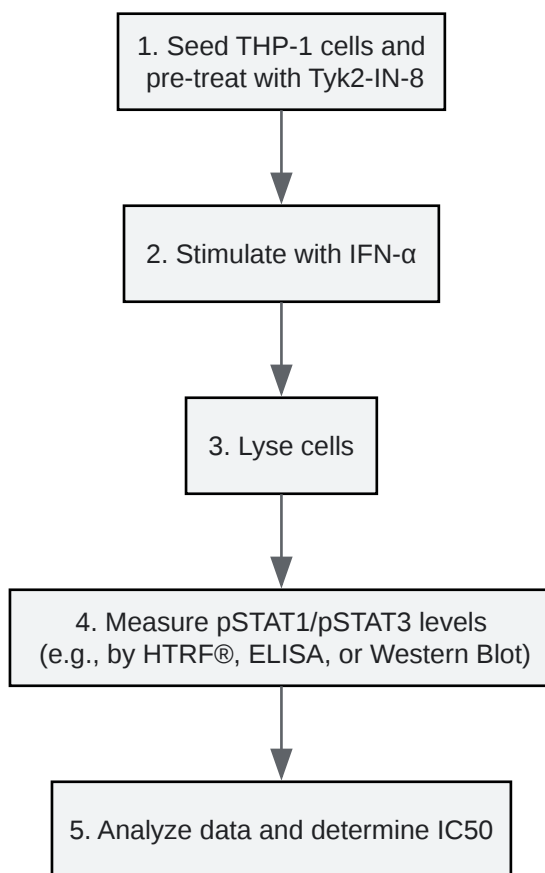 1. Seed THP-1 cells and
pre-treat with Tyk2-IN-8
2. Stimulate with IFN-α
3. Lyse cells
4. Measure pSTAT1/pSTAT3 levels
(e.g., by HTRF®, ELISA, or Western Blot)
5. Analyze data and determine IC50